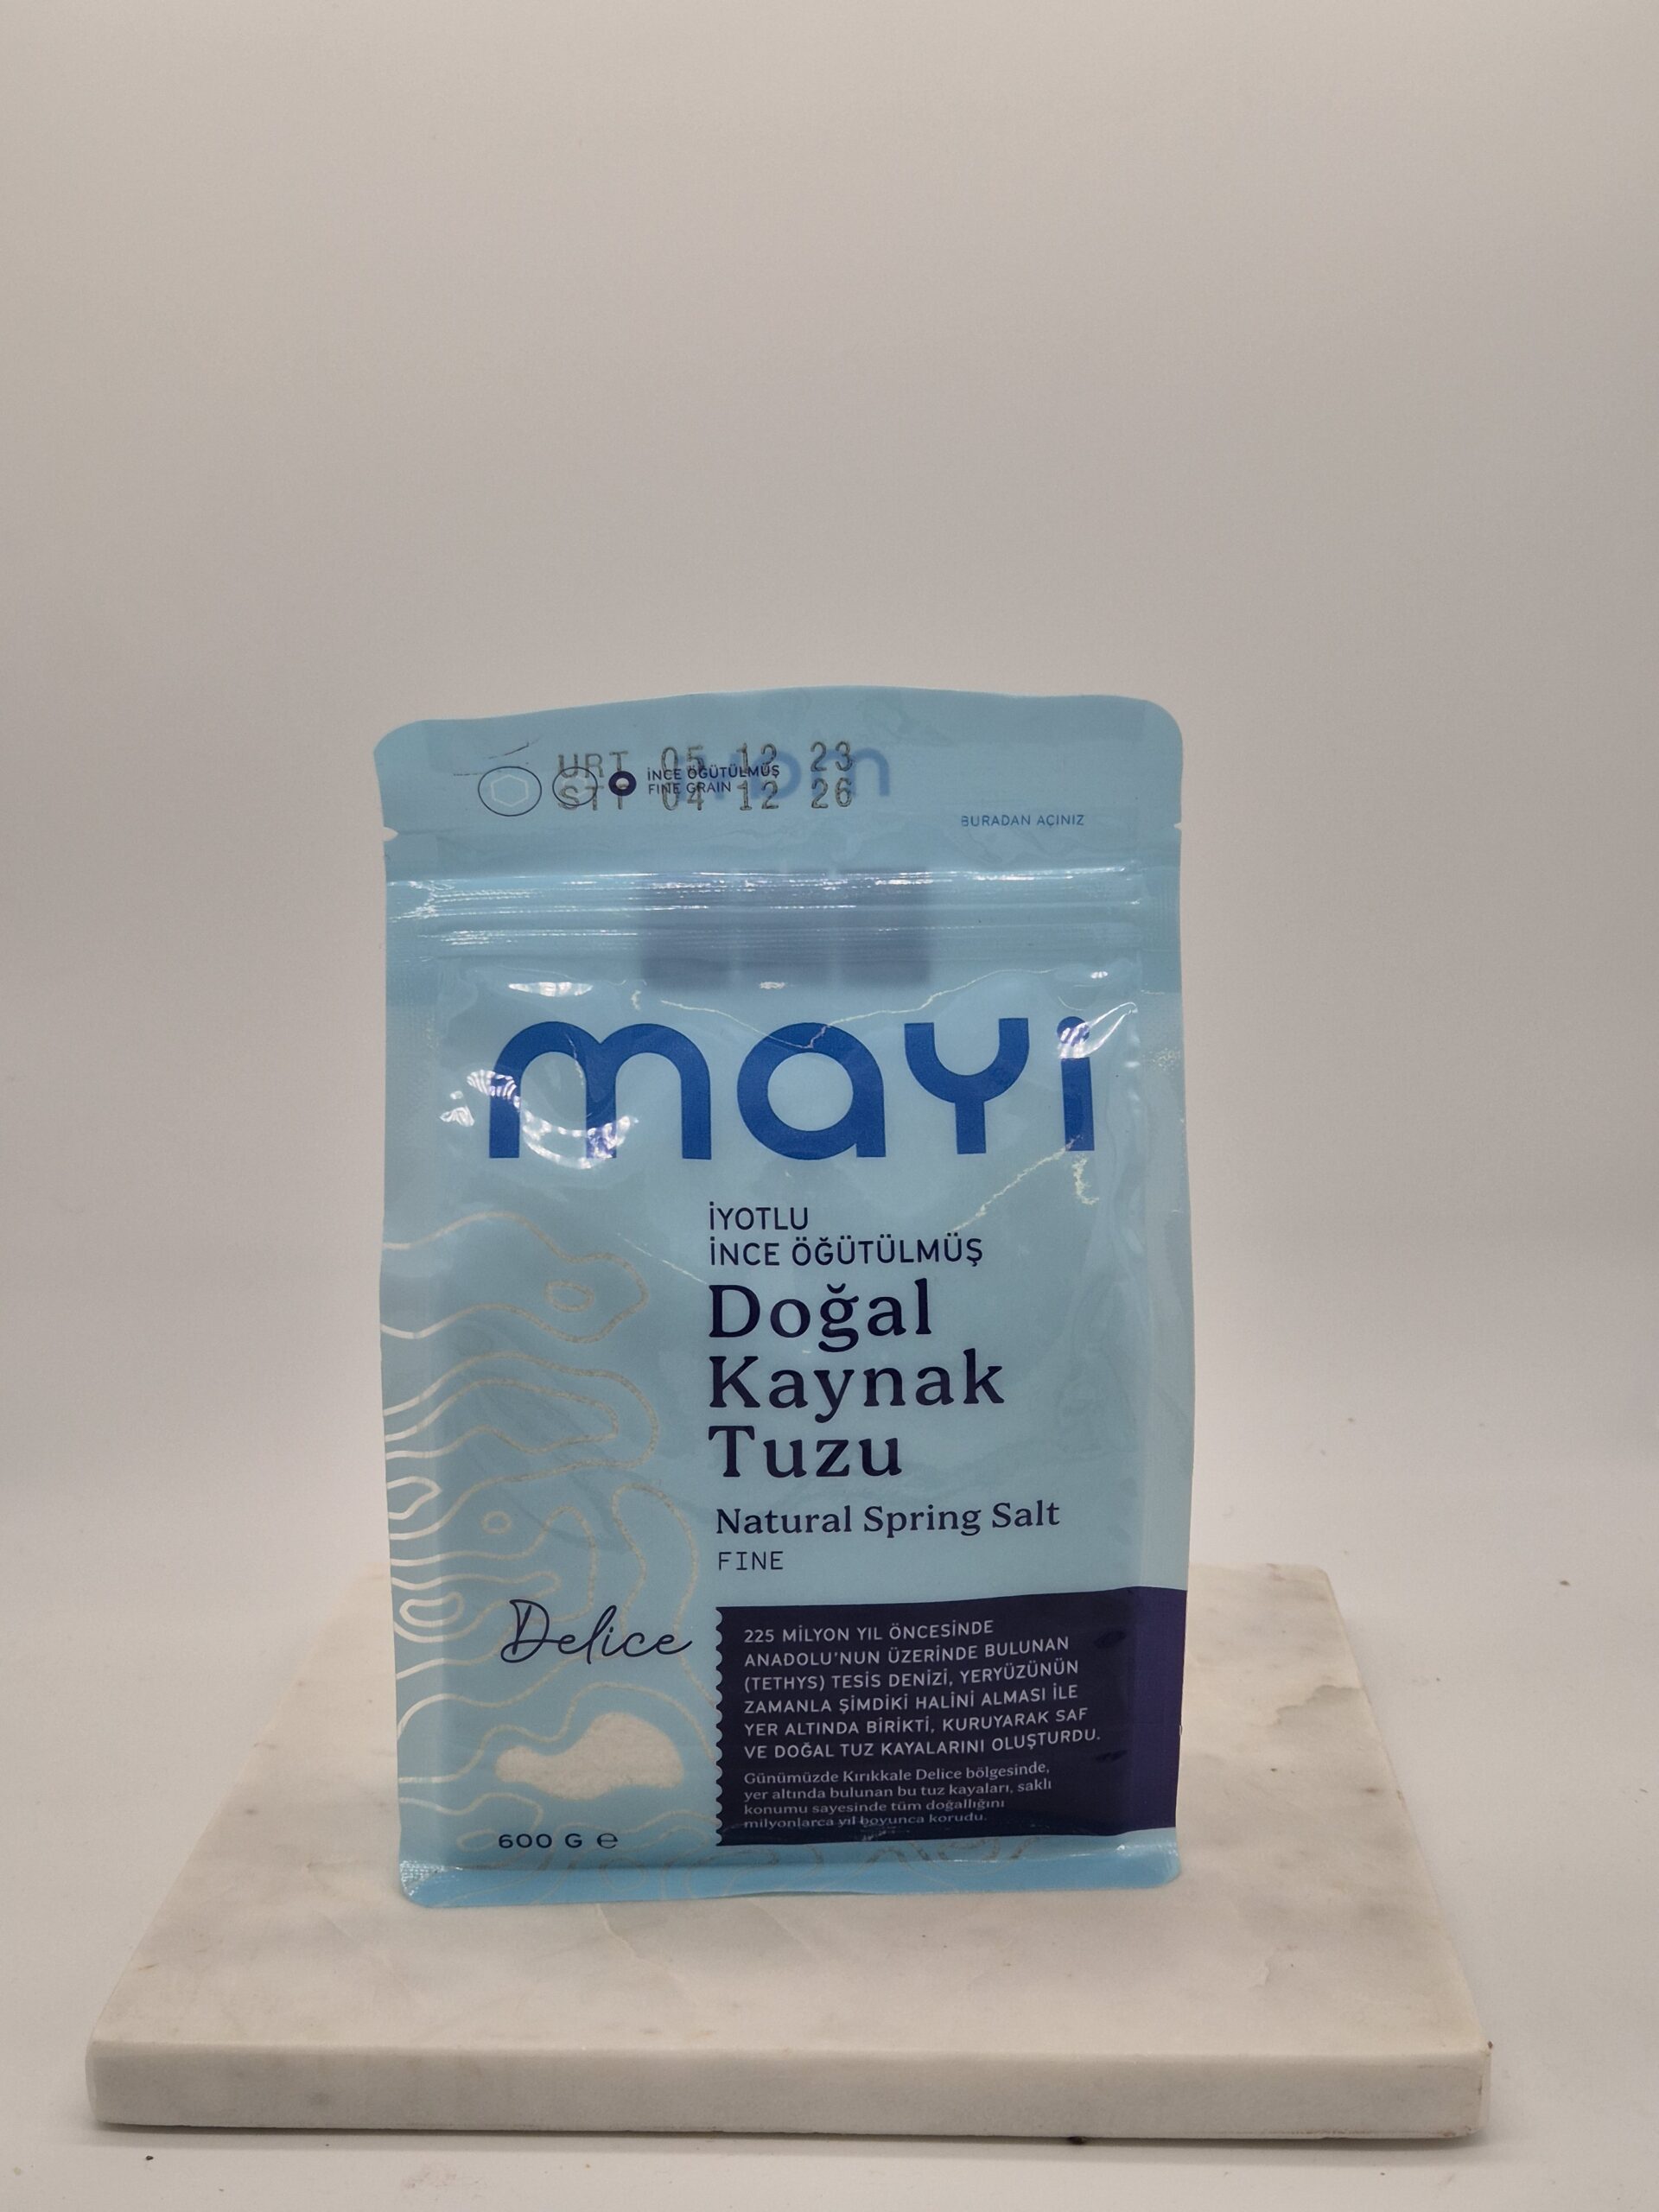 URT 05 12 23
STT 04 12 26
İNCE ÖĞÜTÜLMÜŞ
FINE GRAIN
BURADAN AÇINIZ
mayi
İYOTLU
İNCE ÖĞÜTÜLMÜŞ
Doğal
Kaynak
Tuzu
Natural Spring Salt
FINE
Delice
225 MİLYON YIL ÖNCESİNDE
ANADOLU'NUN ÜZERİNDE BULUNAN
(TETHYS) TESİS DENİZİ, YERYÜZÜNÜN
ZAMANLA ŞİMDİKİ HALİNİ ALMASI İLE
YER ALTINDA BİRİKTİ, KURUYARAK SAF
VE DOĞAL TUZ KAYALARINI OLUŞTURDU.
Günümüzde Kırıkkale Delice bölgesinde,
yer altında bulunan bu tuz kayaları, saklı
konumu sayesinde tüm doğallığını
milyonlarca yıl boyunca korudu.
600 G e